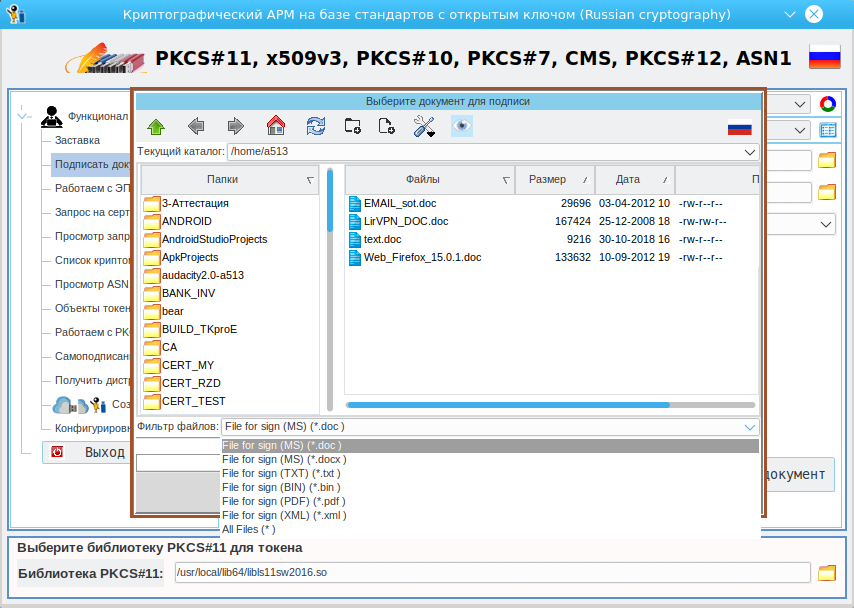 Криптографический АРМ на базе стандартов с открытым ключом (Russian cryptography)
PKCS#11, x509v3, PKCS#10, PKCS#7, CMS, PKCS#12, ASN1
Функционал
Заставка
Подписать доку
Работаем с ЭП
Запрос на серт
Просмотр запр
Список крипто
Просмотр ASN
Объекты токен
Работаем с PK
Самоподписан
Получить дистр
Соз
Конфигурировн
Выход
Выберите документ для подписи
Текущий каталог: /home/a513
Папки
3-Аттестация
ANDROID
AndroidStudioProjects
ApkProjects
audacity2.0-a513
BANK_INV
bear
BUILD_TKproE
CA
CERT_MY
CERT_RZD
CERT_TEST
Файлы Размер Дата П
EMAIL_sot.doc 29696 03-04-2012 10 -rw-r--r--
LirVPN_DOC.doc 167424 25-12-2008 18 -rw-rw-r--
text.doc 9216 30-10-2018 16 -rw-r--r--
Web_Firefox_15.0.1.doc 133632 10-09-2012 19 -rw-r--r--
Фильтр файлов: File for sign (MS) (*.doc )
File for sign (MS) (*.doc )
File for sign (MS) (*.docx )
File for sign (TXT) (*.txt )
File for sign (BIN) (*.bin )
File for sign (PDF) (*.pdf )
File for sign (XML) (*.xml )
All Files (* )
документ
Выберите библиотеку PKCS#11 для токена
Библиотека PKCS#11: /usr/local/lib64/libls11sw2016.so